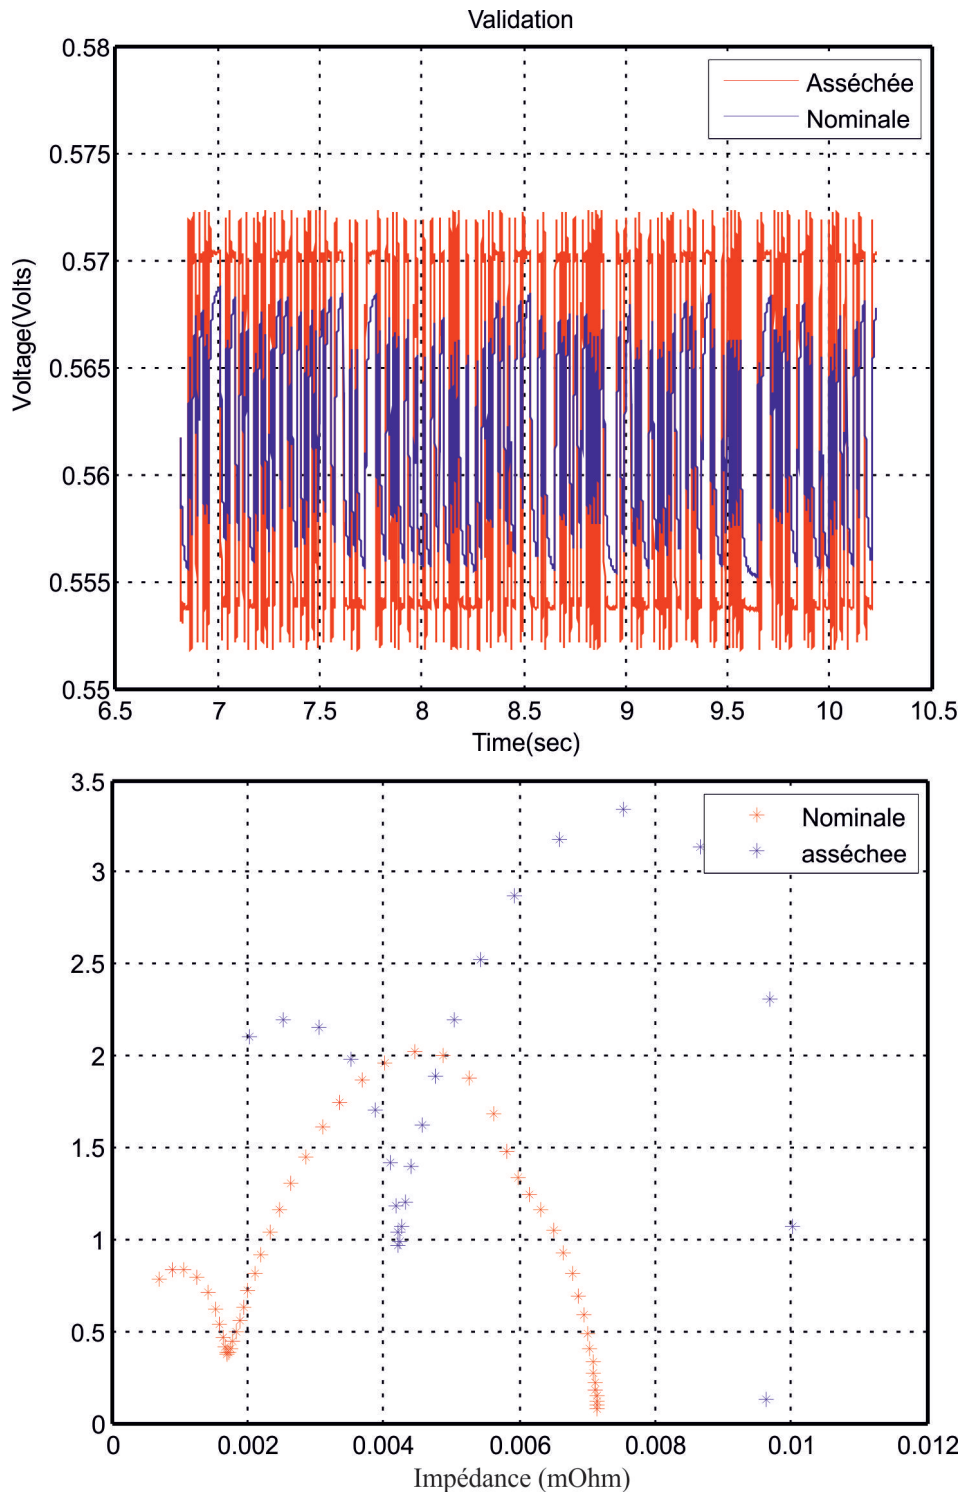 Validation
0.58
0.575
0.57
0.565
0.56
0.555
0.55
Voltage(Volts)
Asséchée
Nominale
6.5 7 7.5 8 8.5 9 9.5 10 10.5
Time(sec)
3.5
3
2.5
2
1.5
1
0.5
0
Nominale
asséchee
0 0.002 0.004 0.006 0.008 0.01 0.012
Impédance (mOhm)